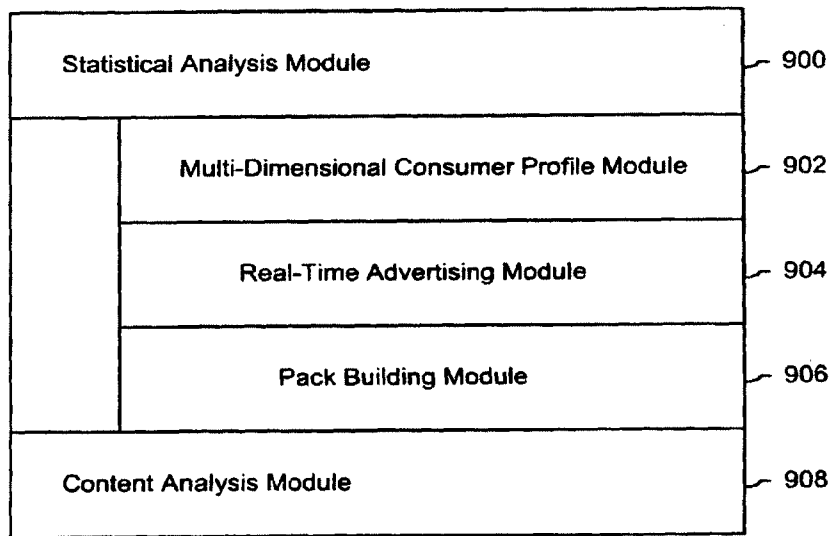 Statistical Analysis Module 900
Multi-Dimensional Consumer Profile Module 902
Real-Time Advertising Module 904
Pack Building Module 906
Content Analysis Module 908